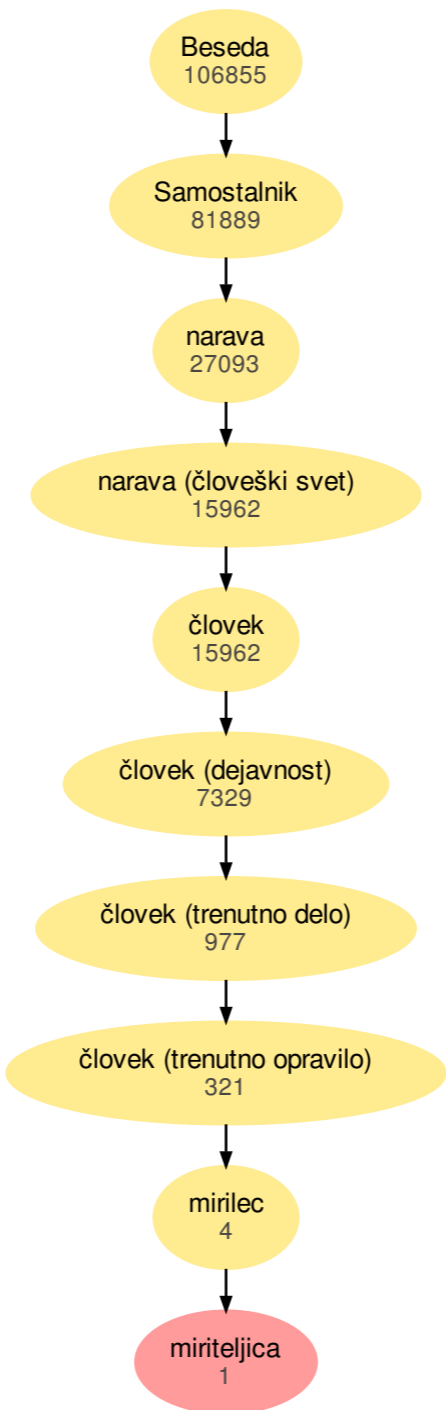 Beseda
106855
Samostalnik
81889
narava
27093
narava (človeški svet)
15962
človek
15962
človek (dejavnost)
7329
človek (trenutno delo)
977
človek (trenutno opravilo)
321
mirilec
4
miriteljica
1